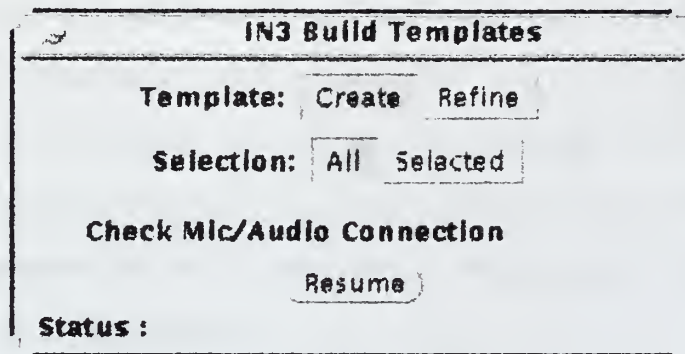 IN3 Build Templates
Template: Create Refine
Selection: All Selected
Check Mic/Audio Connection
Resume
Status :